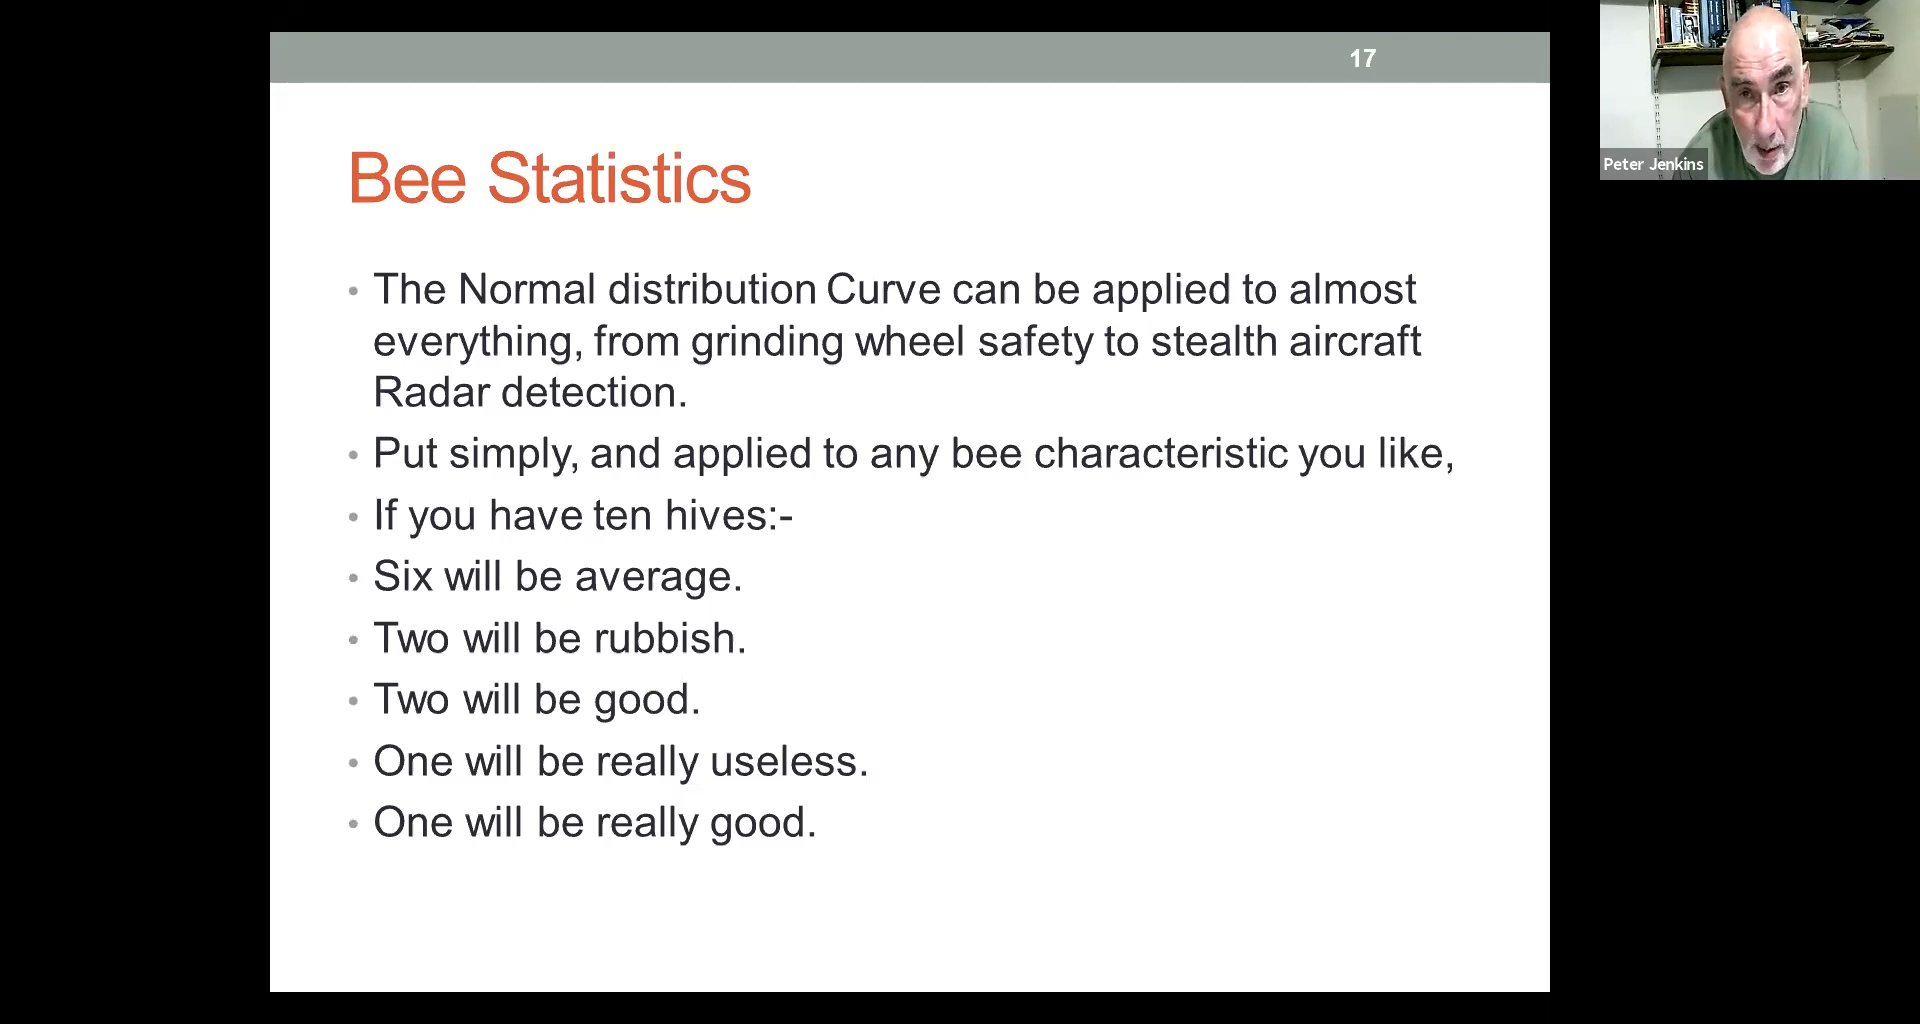 17
Bee Statistics
• The Normal distribution Curve can be applied to almost
everything, from grinding wheel safety to stealth aircraft
Radar detection.
• Put simply, and applied to any bee characteristic you like,
• If you have ten hives:-
• Six will be average.
• Two will be rubbish.
• Two will be good.
• One will be really useless.
• One will be really good.
Peter Jenkins